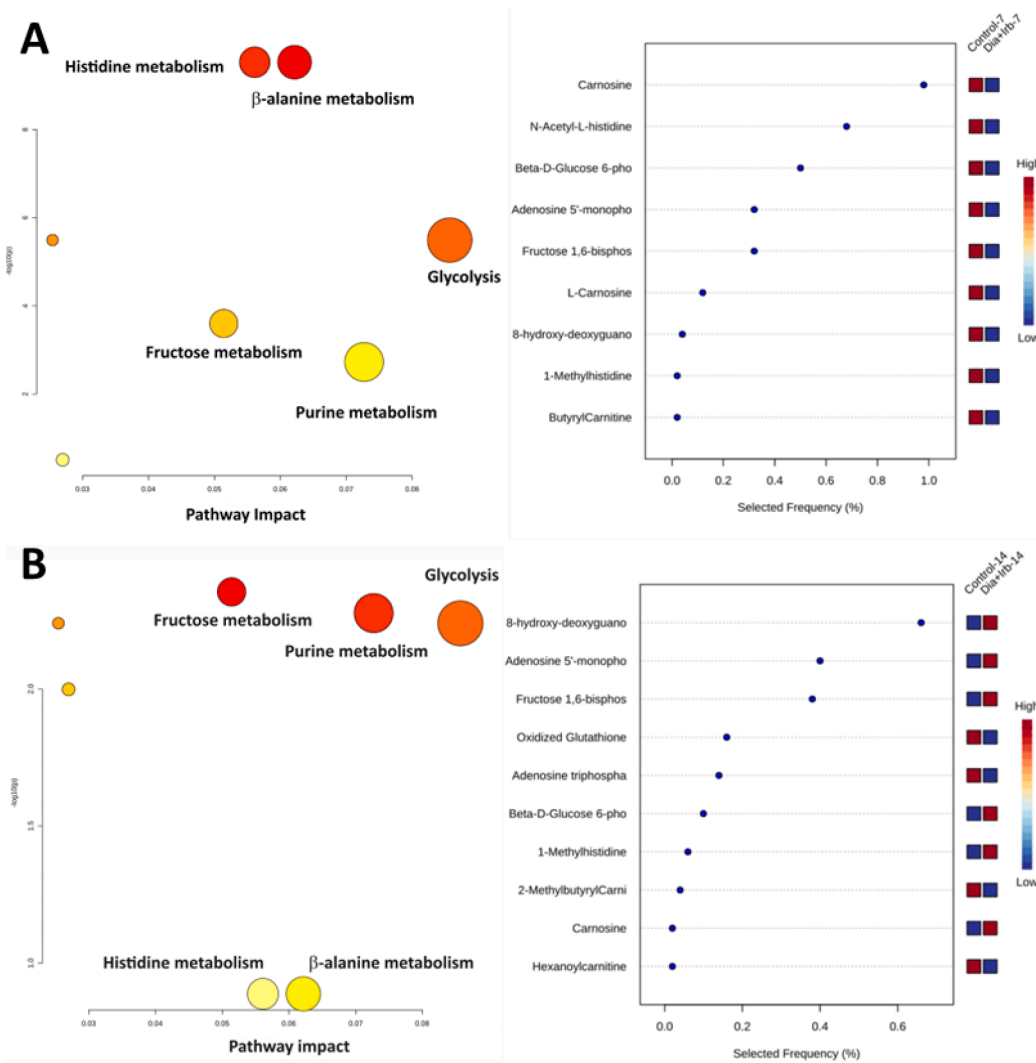 A
Histidine metabolism
β-alanine metabolism
Glycolysis
Fructose metabolism
Purine metabolism
-log10(p)
8
6
4
2
0.03 0.04 0.05 0.06 0.07 0.08
Pathway Impact
Control-7
Dia+Irb-7
Carnosine
N-Acetyl-L-histidine
Beta-D-Glucose 6-pho
Adenosine 5'-monopho
Fructose 1,6-bisphos
L-Carnosine
8-hydroxy-deoxyguano
1-Methylhistidine
ButyrylCarnitine
High
Low
0.0 0.2 0.4 0.6 0.8 1.0
Selected Frequency (%)
B
Glycolysis
Fructose metabolism
Purine metabolism
-log10(p)
2.0
1.5
1.0
Histidine metabolism
β-alanine metabolism
0.03 0.04 0.05 0.06 0.07 0.08
Pathway impact
Control-14
Dia+Irb-14
8-hydroxy-deoxyguano
Adenosine 5'-monopho
Fructose 1,6-bisphos
Oxidized Glutathione
Adenosine triphospha
Beta-D-Glucose 6-pho
1-Methylhistidine
2-MethylbutyrylCarni
Carnosine
Hexanoylcarnitine
High
Low
0.0 0.2 0.4 0.6
Selected Frequency (%)